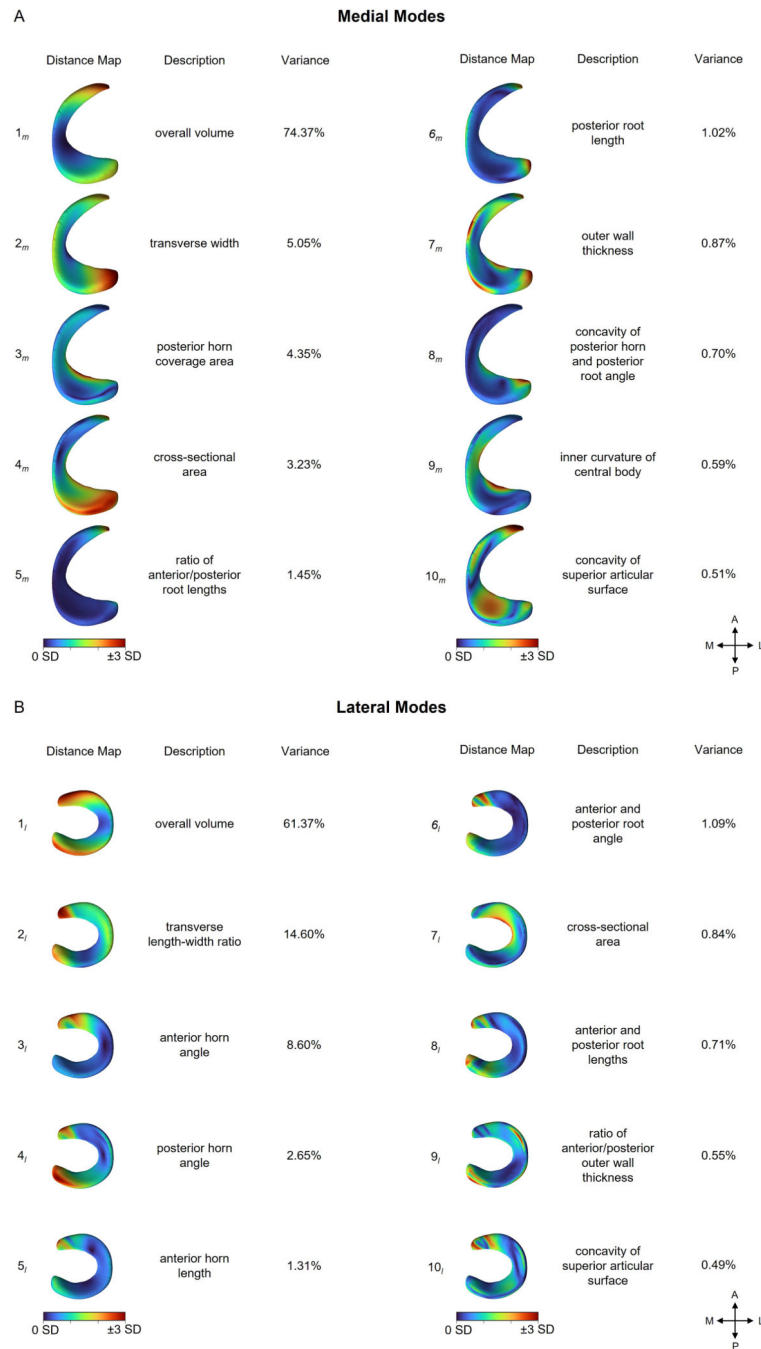 A
Medial Modes
Distance Map Description Variance
1m overall volume 74.37%
2m transverse width 5.05%
3m posterior horn
coverage area 4.35%
4m cross-sectional
area 3.23%
5m ratio of
anterior/posterior
root lengths 1.45%
0 SD ±3 SD
Distance Map Description Variance
6m posterior root
length 1.02%
7m outer wall
thickness 0.87%
8m concavity of
posterior horn
and posterior
root angle 0.70%
9m inner curvature of
central body 0.59%
10m concavity of
superior articular
surface 0.51%
0 SD ±3 SD
A
M L
P
B
Lateral Modes
Distance Map Description Variance
1l overall volume 61.37%
2l transverse
length-width ratio 14.60%
3l anterior horn
angle 8.60%
4l posterior horn
angle 2.65%
5l anterior horn
length 1.31%
0 SD ±3 SD
Distance Map Description Variance
6l anterior and
posterior root
angle 1.09%
7l cross-sectional
area 0.84%
8l anterior and
posterior root
lengths 0.71%
9l ratio of
anterior/posterior
outer wall
thickness 0.55%
10l concavity of
superior articular
surface 0.49%
0 SD ±3 SD
A
M L
P